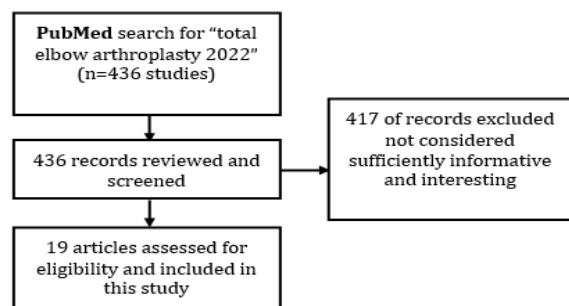 PubMed search for “total
elbow arthroplasty 2022”
(n=436 studies)
436 records reviewed and
screened
417 of records excluded
not considered
sufficiently informative
and interesting
19 articles assessed for
eligibility and included in
this study